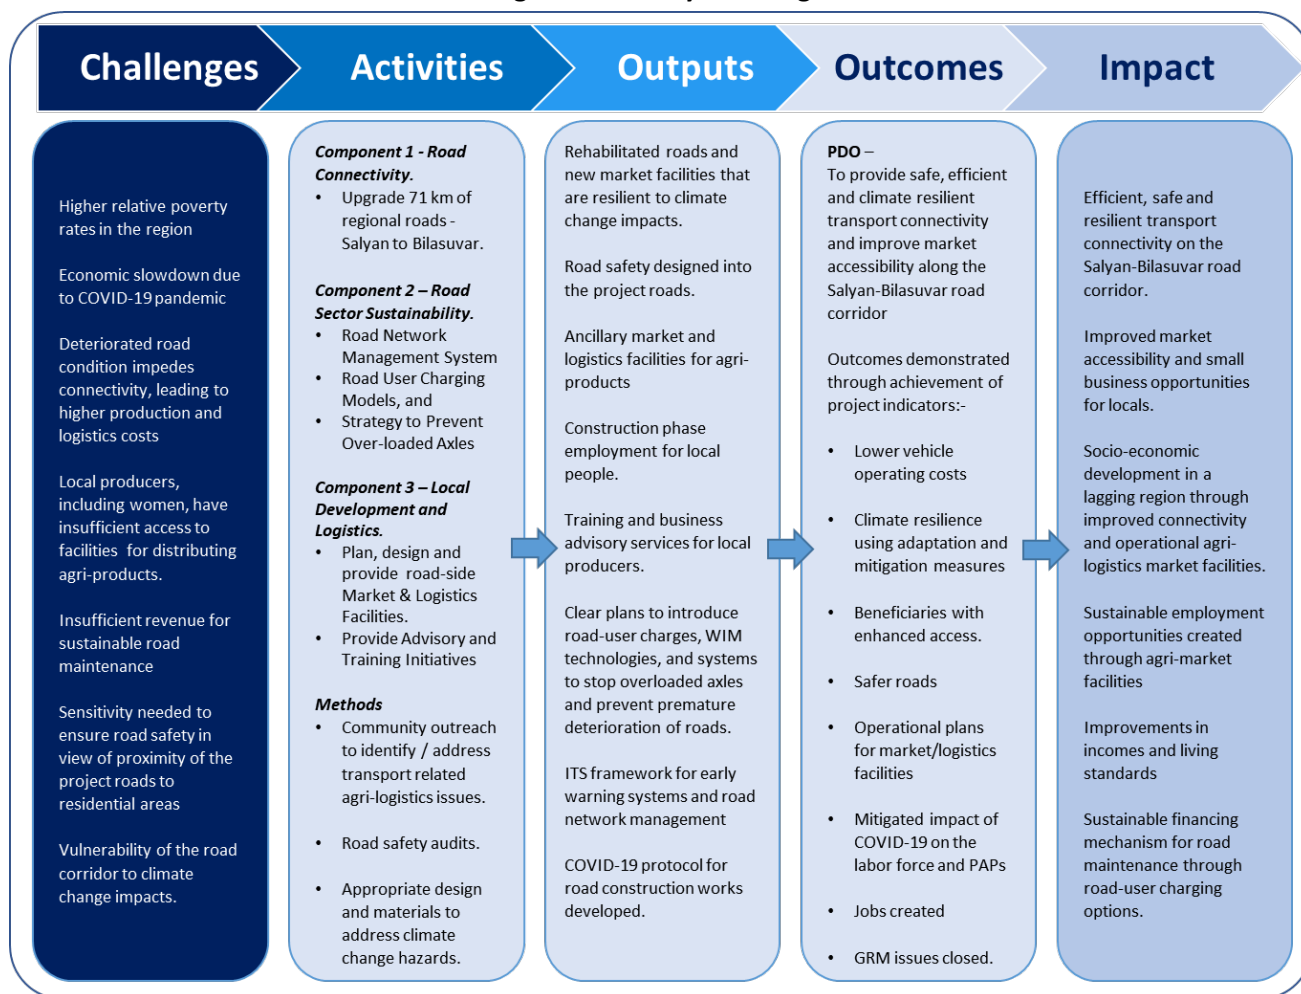 Challenges
Activities
Outputs
Outcomes
Impact
Higher relative poverty
rates in the region
Economic slowdown due
to COVID-19 pandemic
Deteriorated road
condition impedes
connectivity, leading to
higher production and
logistics costs
Local producers,
including women, have
insufficient access to
facilities for distributing
agri-products.
Insufficient revenue for
sustainable road
maintenance
Sensitivity needed to
ensure road safety in
view of proximity of the
project roads to
residential areas
Vulnerability of the road
corridor to climate
change impacts.
Component 1 - Road
Connectivity.
• Upgrade 71 km of
regional roads -
Salyan to Bilasuvar.
Component 2 – Road
Sector Sustainability.
• Road Network
Management System
• Road User Charging
Models, and
• Strategy to Prevent
Over-loaded Axles
Component 3 – Local
Development and
Logistics.
• Plan, design and
provide road-side
Market & Logistics
Facilities.
• Provide Advisory and
Training Initiatives
Methods
• Community outreach
to identify / address
transport related
agri-logistics issues.
• Road safety audits.
• Appropriate design
and materials to
address climate
change hazards.
Rehabilitated roads and
new market facilities that
are resilient to climate
change impacts.
Road safety designed into
the project roads.
Ancillary market and
logistics facilities for agri-
products
Construction phase
employment for local
people.
Training and business
advisory services for local
producers.
Clear plans to introduce
road-user charges, WIM
technologies, and systems
to stop overloaded axles
and prevent premature
deterioration of roads.
ITS framework for early
warning systems and road
network management
COVID-19 protocol for
road construction works
developed.
PDO –
To provide safe, efficient
and climate resilient
transport connectivity
and improve market
accessibility along the
Salyan-Bilasuvar road
corridor
Outcomes demonstrated
through achievement of
project indicators:-
• Lower vehicle
operating costs
• Climate resilience
using adaptation and
mitigation measures
• Beneficiaries with
enhanced access.
• Safer roads
• Operational plans
for market/logistics
facilities
• Mitigated impact of
COVID-19 on the
labor force and PAPs
• Jobs created
• GRM issues closed.
Efficient, safe and
resilient transport
connectivity on the
Salyan-Bilasuvar road
corridor.
Improved market
accessibility and small
business opportunities
for locals.
Socio-economic
development in a
lagging region through
improved connectivity
and operational agri-
logistics market facilities.
Sustainable employment
opportunities created
through agri-market
facilities
Improvements in
incomes and living
standards
Sustainable financing
mechanism for road
maintenance through
road-user charging
options.